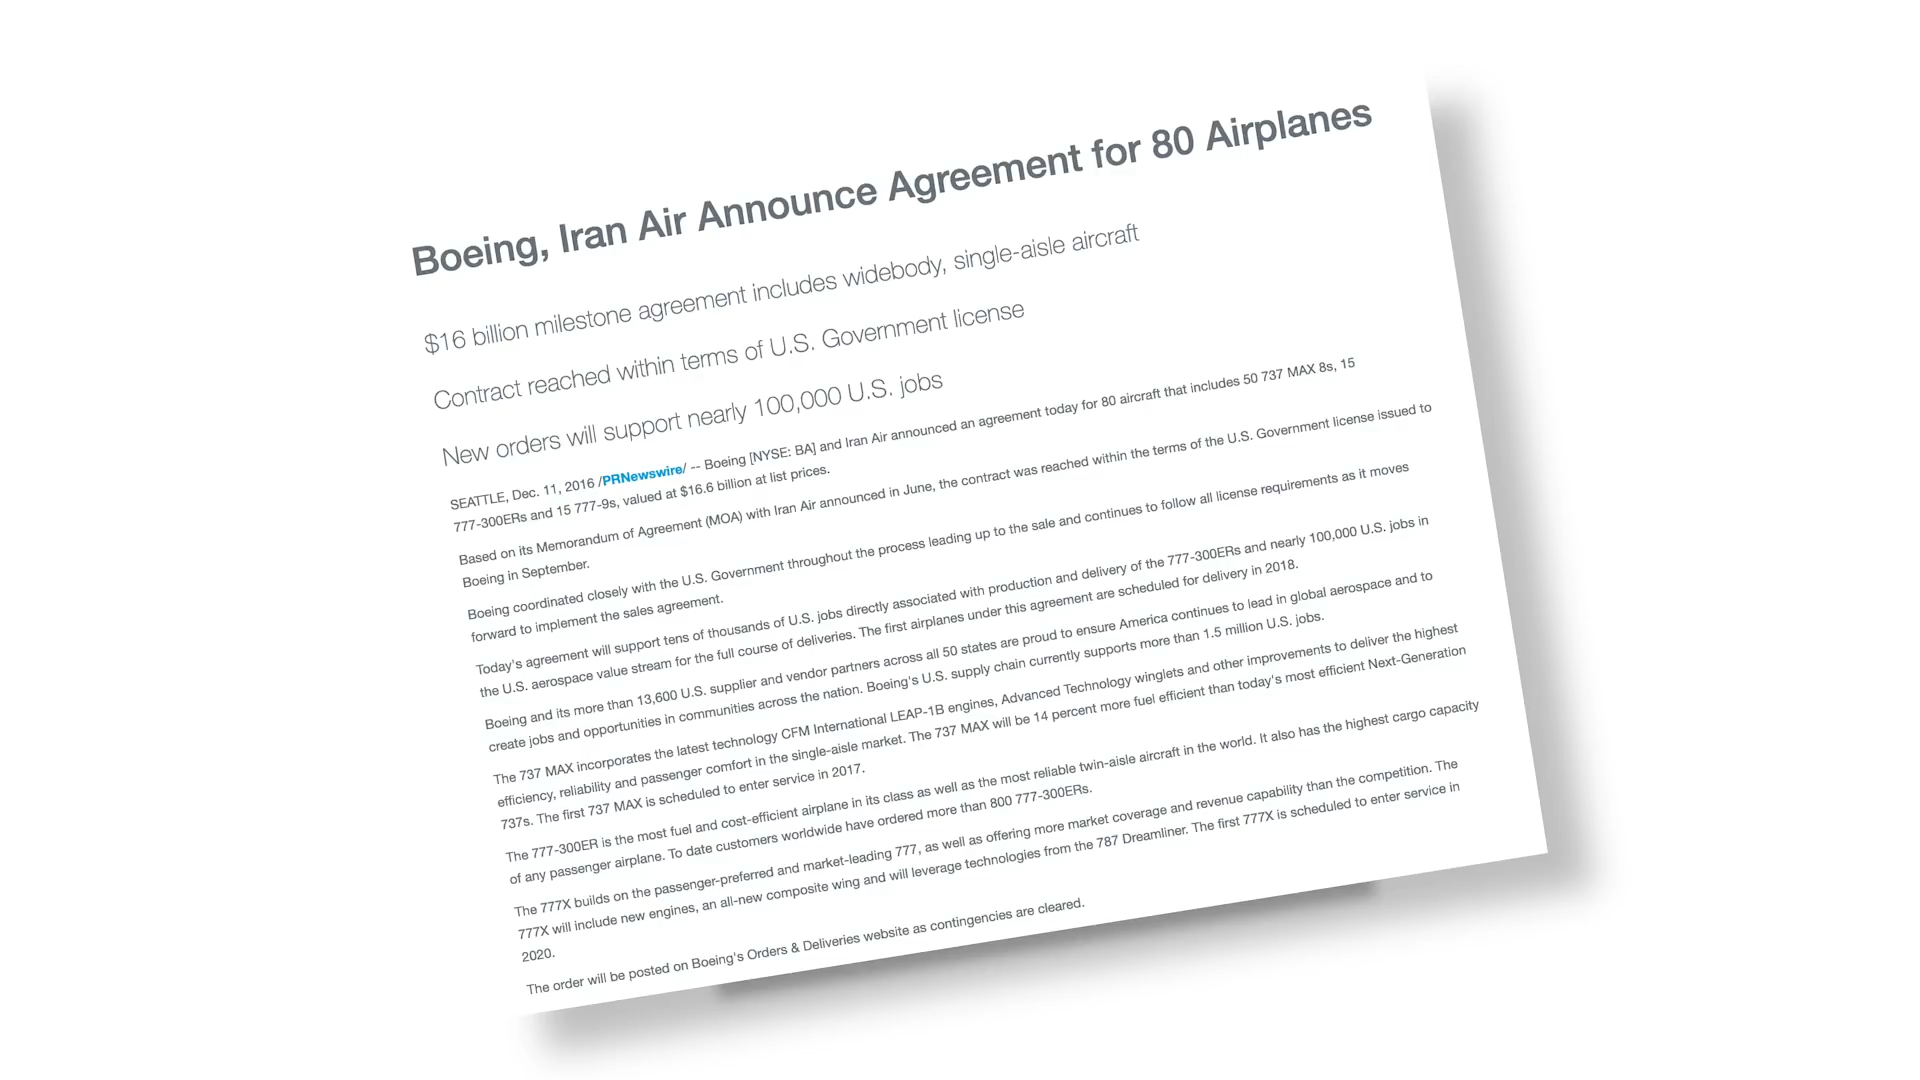 Boeing, Iran Air Announce Agreement for 80 Airplanes
$16 billion milestone agreement includes widebody, single-aisle aircraft
Contract reached within terms of U.S. Government license
New orders will support nearly 100,000 U.S. jobs
SEATTLE, Dec. 11, 2016 /PRNewswire/ -- Boeing [NYSE: BA] and Iran Air announced an agreement today for 80 aircraft that includes 50 737 MAX 8s, 15
777-300ERs and 15 777-9s, valued at $16.6 billion at list prices.
Based on its Memorandum of Agreement (MOA) with Iran Air announced in June, the contract was reached within the terms of the U.S. Government license issued to
Boeing in September.
Boeing coordinated closely with the U.S. Government throughout the process leading up to the sale and continues to follow all license requirements as it moves
forward to implement the sales agreement.
Today's agreement will support tens of thousands of U.S. jobs directly associated with production and delivery of the 777-300ERs and nearly 100,000 U.S. jobs in
the U.S. aerospace value stream for the full course of deliveries. The first airplanes under this agreement are scheduled for delivery in 2018.
Boeing and its more than 13,600 U.S. supplier and vendor partners across all 50 states are proud to ensure America continues to lead in global aerospace and to
create jobs and opportunities in communities across the nation. Boeing's U.S. supply chain currently supports more than 1.5 million U.S. jobs.
The 737 MAX incorporates the latest technology CFM International LEAP-1B engines, Advanced Technology winglets and other improvements to deliver the highest
efficiency, reliability and passenger comfort in the single-aisle market. The 737 MAX will be 14 percent more fuel efficient than today's most efficient Next-Generation
737s. The first 737 MAX is scheduled to enter service in 2017.
The 777-300ER is the most fuel and cost-efficient airplane in its class as well as the most reliable twin-aisle aircraft in the world. It also has the highest cargo capacity
of any passenger airplane. To date customers worldwide have ordered more than 800 777-300ERs.
The 777X builds on the passenger-preferred and market-leading 777, as well as offering more market coverage and revenue capability than the competition. The
777X will include new engines, an all-new composite wing and will leverage technologies from the 787 Dreamliner. The first 777X is scheduled to enter service in
2020.
The order will be posted on Boeing's Orders & Deliveries website as contingencies are cleared.